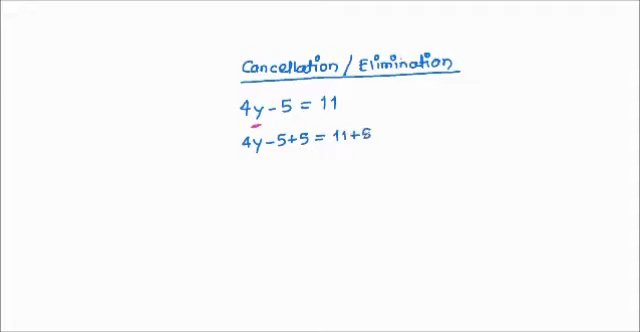 Cancellation / Elimination
4y - 5 = 11
4y - 5 + 5 = 11 + 5